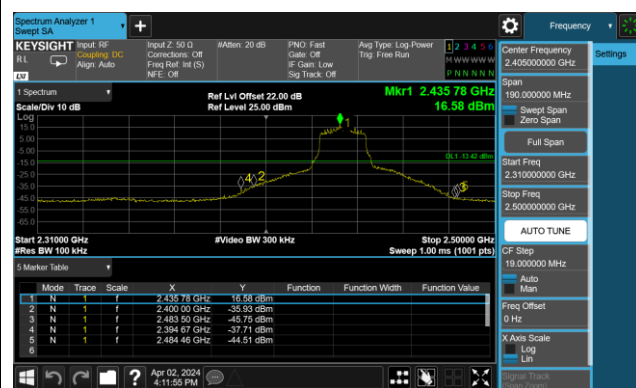 Spectrum Analyzer 1
Swept SA
Frequency
KEYSIGHT
RL
Input: RF
Coupling: DC
Align: Auto
Input Z: 50 Ω
Corrections: Off
Freq Ref: Int (S)
NFE: Off
#Atten: 20 dB
PNO: Fast
Gate: Off
IF Gain: Low
Sig Track: Off
Avg Type: Log-Power
Trig: Free Run
1 2 3 4 5 6
M W W W W W
P N N N N N
1 Spectrum
Scale/Div 10 dB
Log
Ref Lvl Offset 22.00 dB
Ref Level 25.00 dBm
Mkr1 2.435 78 GHz
16.58 dBm
15.0
5.00
-5.00
-15.0
-25.0
-35.0
-45.0
-55.0
-65.0
1
DL1 -13.42 dBm
4
2
Start 2.31000 GHz
#Res BW 100 kHz
#Video BW 300 kHz
Stop 2.50000 GHz
Sweep 1.00 ms (1001 pts)
5 Marker Table
Mode Trace Scale X Y Function Function Width Function Value
1 N 1 f 2.435 78 GHz 16.58 dBm
2 N 1 f 2.400 00 GHz -35.93 dBm
3 N 1 f 2.483 50 GHz -45.75 dBm
4 N 1 f 2.394 67 GHz -37.71 dBm
5 N 1 f 2.484 46 GHz -44.51 dBm
6
Apr 02, 2024
4:11:55 PM
Settings
Center Frequency
2.405000000 GHz
Span
190.000000 MHz
Swept Span
Zero Span
Full Span
Start Freq
2.310000000 GHz
Stop Freq
2.500000000 GHz
AUTO TUNE
CF Step
19.000000 MHz
Auto
Man
Freq Offset
0 Hz
X Axis Scale
Log
Lin
Signal Track
(Span Zoom)